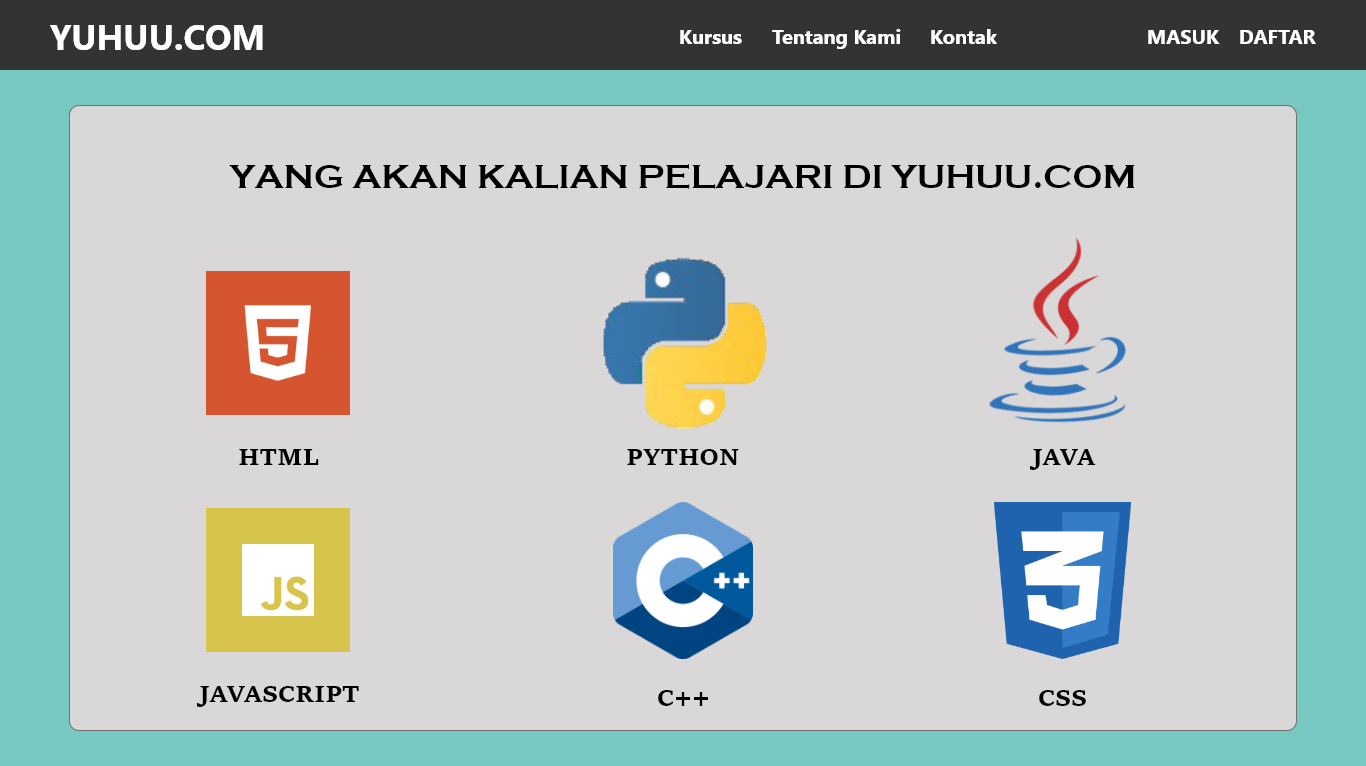 YUHUU.COM
Kursus
Tentang Kami
Kontak
MASUK
DAFTAR
YANG AKAN KALIAN PELAJARI DI YUHUU.COM
5
HTML
PYTHON
JAVA
JS
JAVASCRIPT
C++
C++
3
CSS